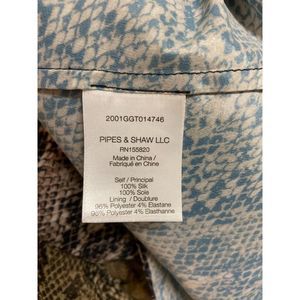 2001GGT014746
PIPES & SHAW LLC
RN155820
Made in China /
Fabriqué en Chine
Self / Principal
100% Silk
100% Soie
Lining / Doublure
96% Polyester 4% Elastane
96% Polyester 4% Elasthanne